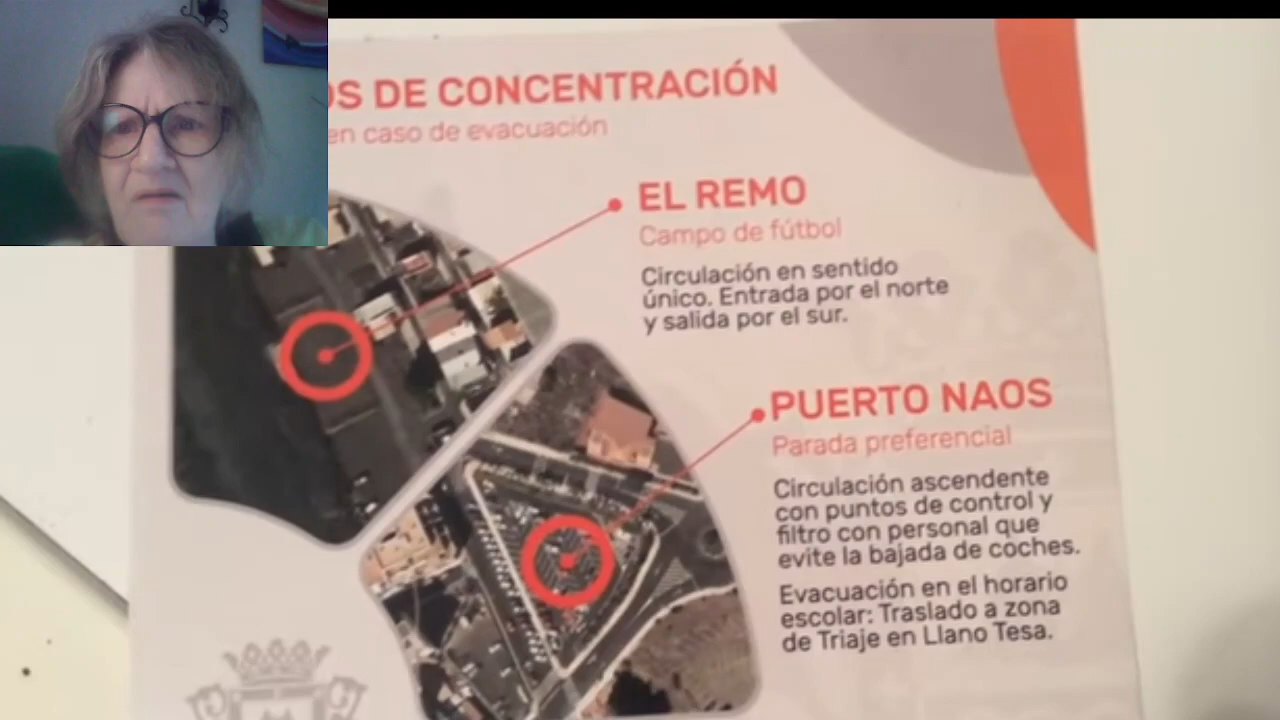 OS DE CONCENTRACIÓN
en caso de evacuación
EL REMO
Campo de fútbol
Circulación en sentido
único. Entrada por el norte
y salida por el sur.
PUERTO NAOS
Parada preferencial
Circulación ascendente
con puntos de control y
filtro con personal que
evite la bajada de coches.
Evacuación en el horario
escolar: Traslado a zona
de Triaje en Llano Tesa.